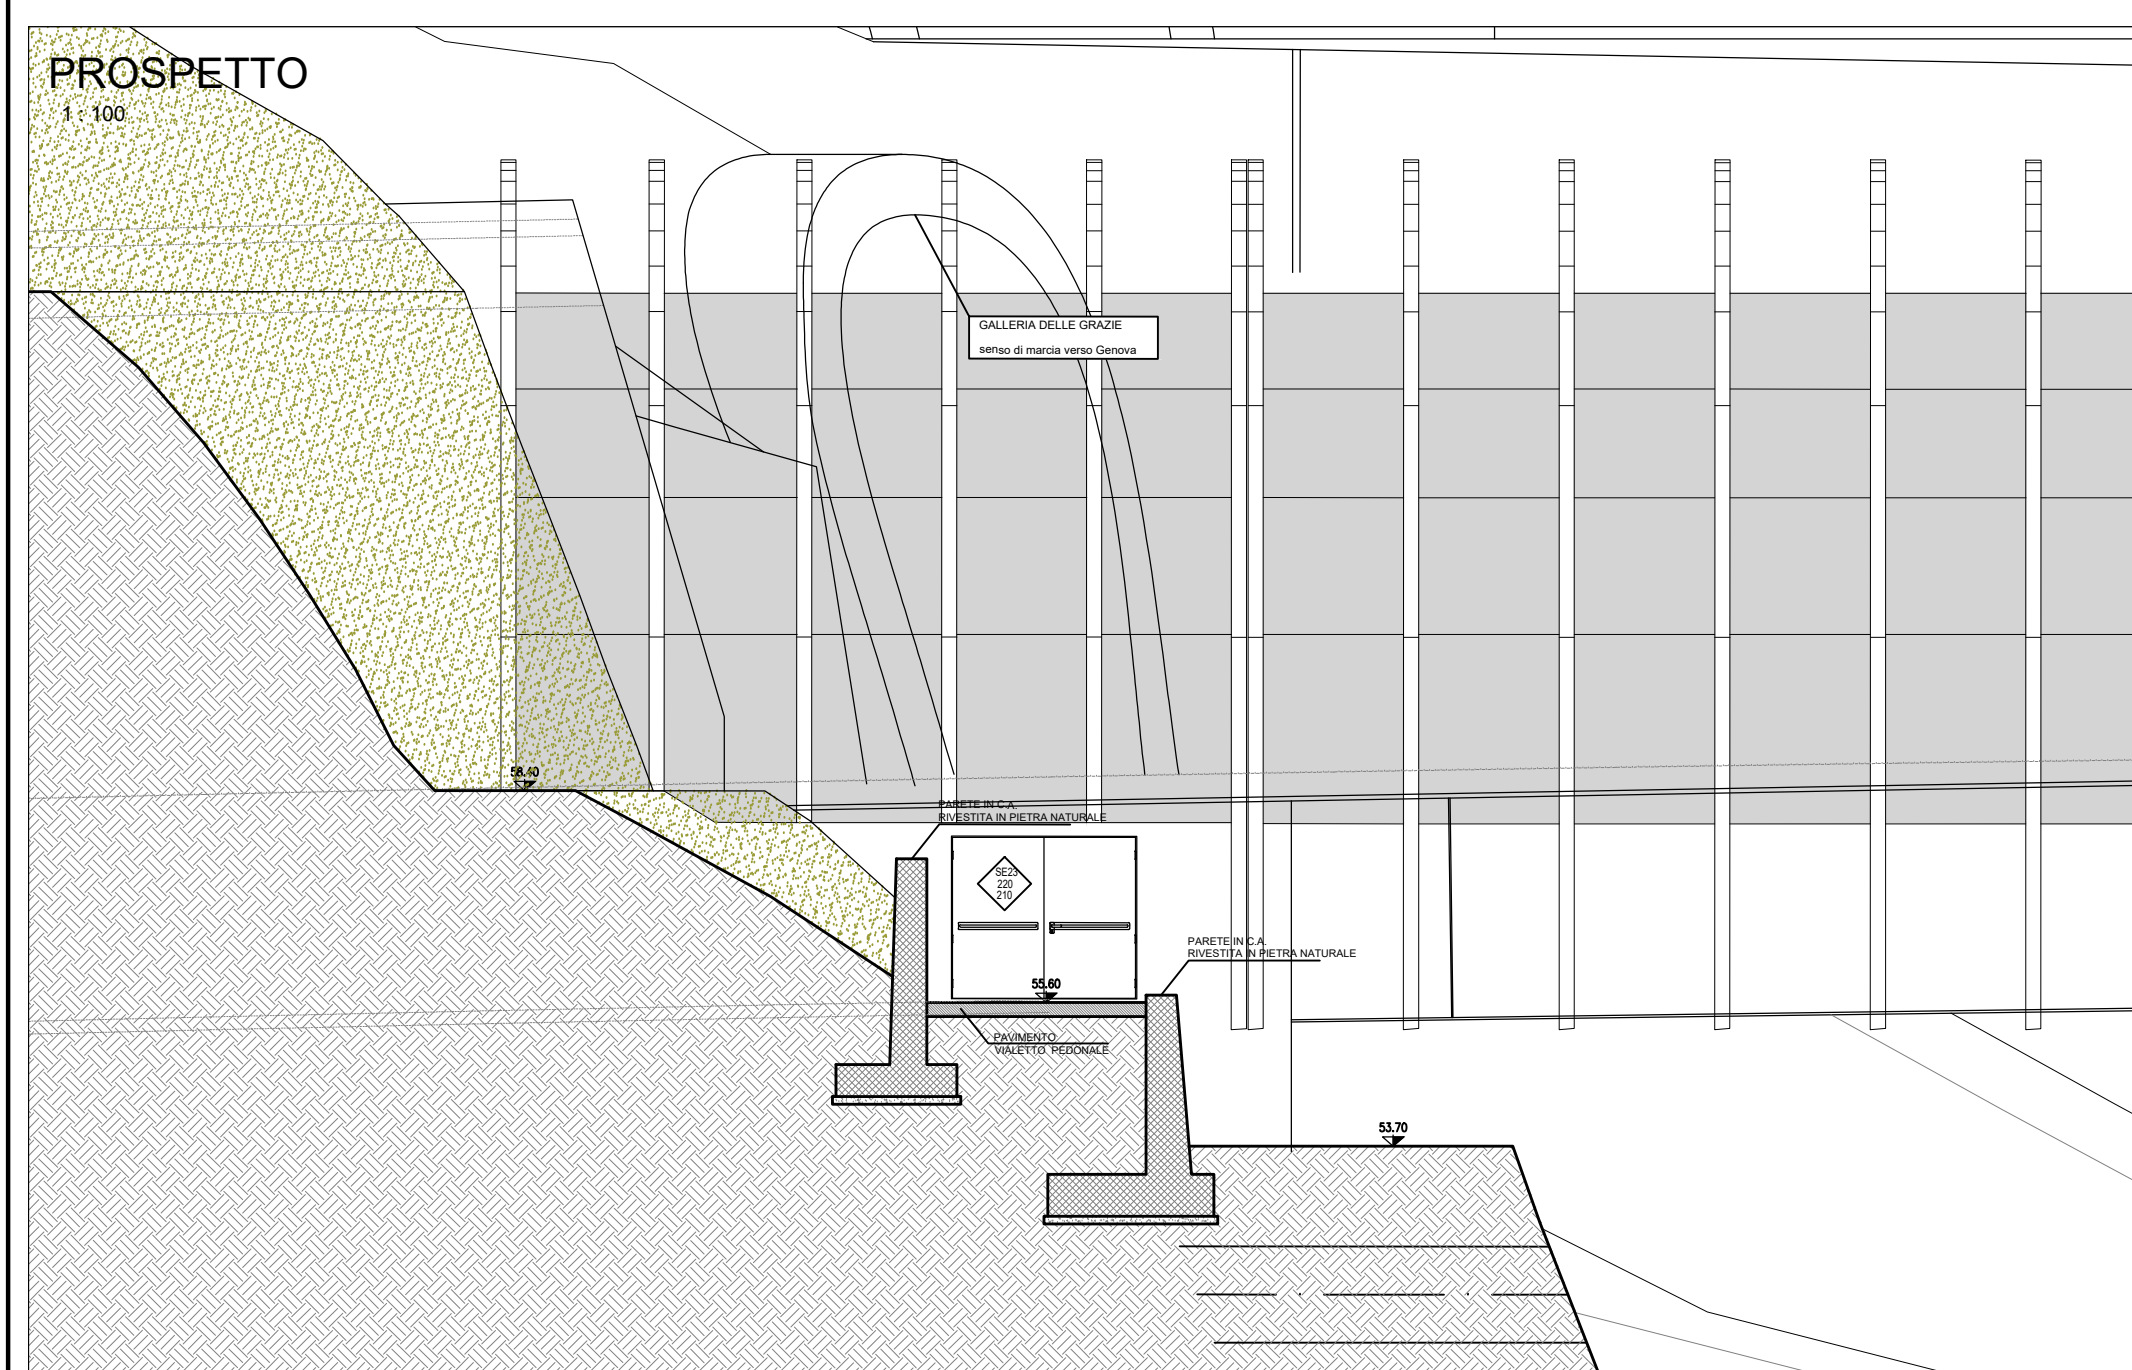 PROSPETTO
1 : 100
GALLERIA DELLE GRAZIE
senso di marcia verso Genova
58.40
PARETE IN C.A.
RIVESTITA IN PIETRA NATURALE
SE23
220
210
PARETE IN C.A.
RIVESTITA IN PIETRA NATURALE
55.60
PAVIMENTO
VIALETTO PEDONALE
53.70